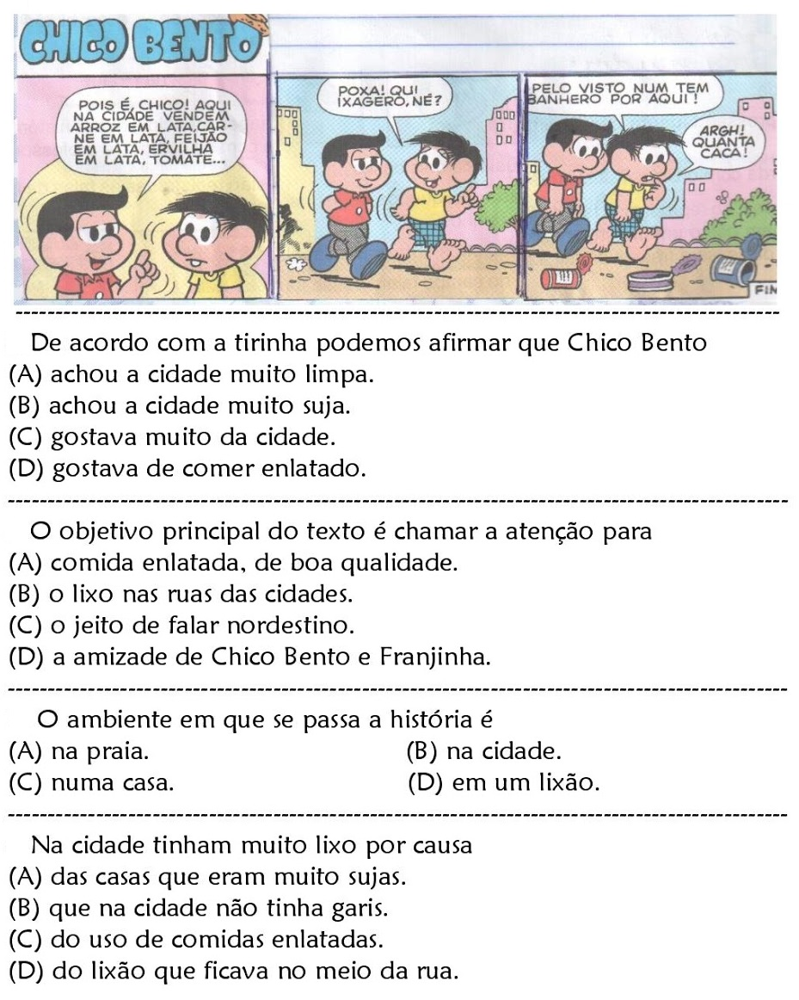 CHICO BENTO
POIS É, CHICO! AQUI
NA CIDADE VENDEM
ARROZ EM LATA,CAR-
NE EM LATA, FEIJÃO
EM LATA, ERVILHA
EM LATA, TOMATE...
POXA! QUI
IXAGERO, NÉ?
PELO VISTO NUM TEM
BANHERO POR AQUI!
ARGH!
QUANTA
CACA!
FIM
De acordo com a tirinha podemos afirmar que Chico Bento
(A) achou a cidade muito limpa.
(B) achou a cidade muito suja.
(C) gostava muito da cidade.
(D) gostava de comer enlatado.
O objetivo principal do texto é chamar a atenção para
(A) comida enlatada, de boa qualidade.
(B) o lixo nas ruas das cidades.
(C) o jeito de falar nordestino.
(D) a amizade de Chico Bento e Franjinha.
O ambiente em que se passa a história é
(A) na praia.
(B) na cidade.
(C) numa casa.
(D) em um lixão.
Na cidade tinham muito lixo por causa
(A) das casas que eram muito sujas.
(B) que na cidade não tinha garis.
(C) do uso de comidas enlatadas.
(D) do lixão que ficava no meio da rua.